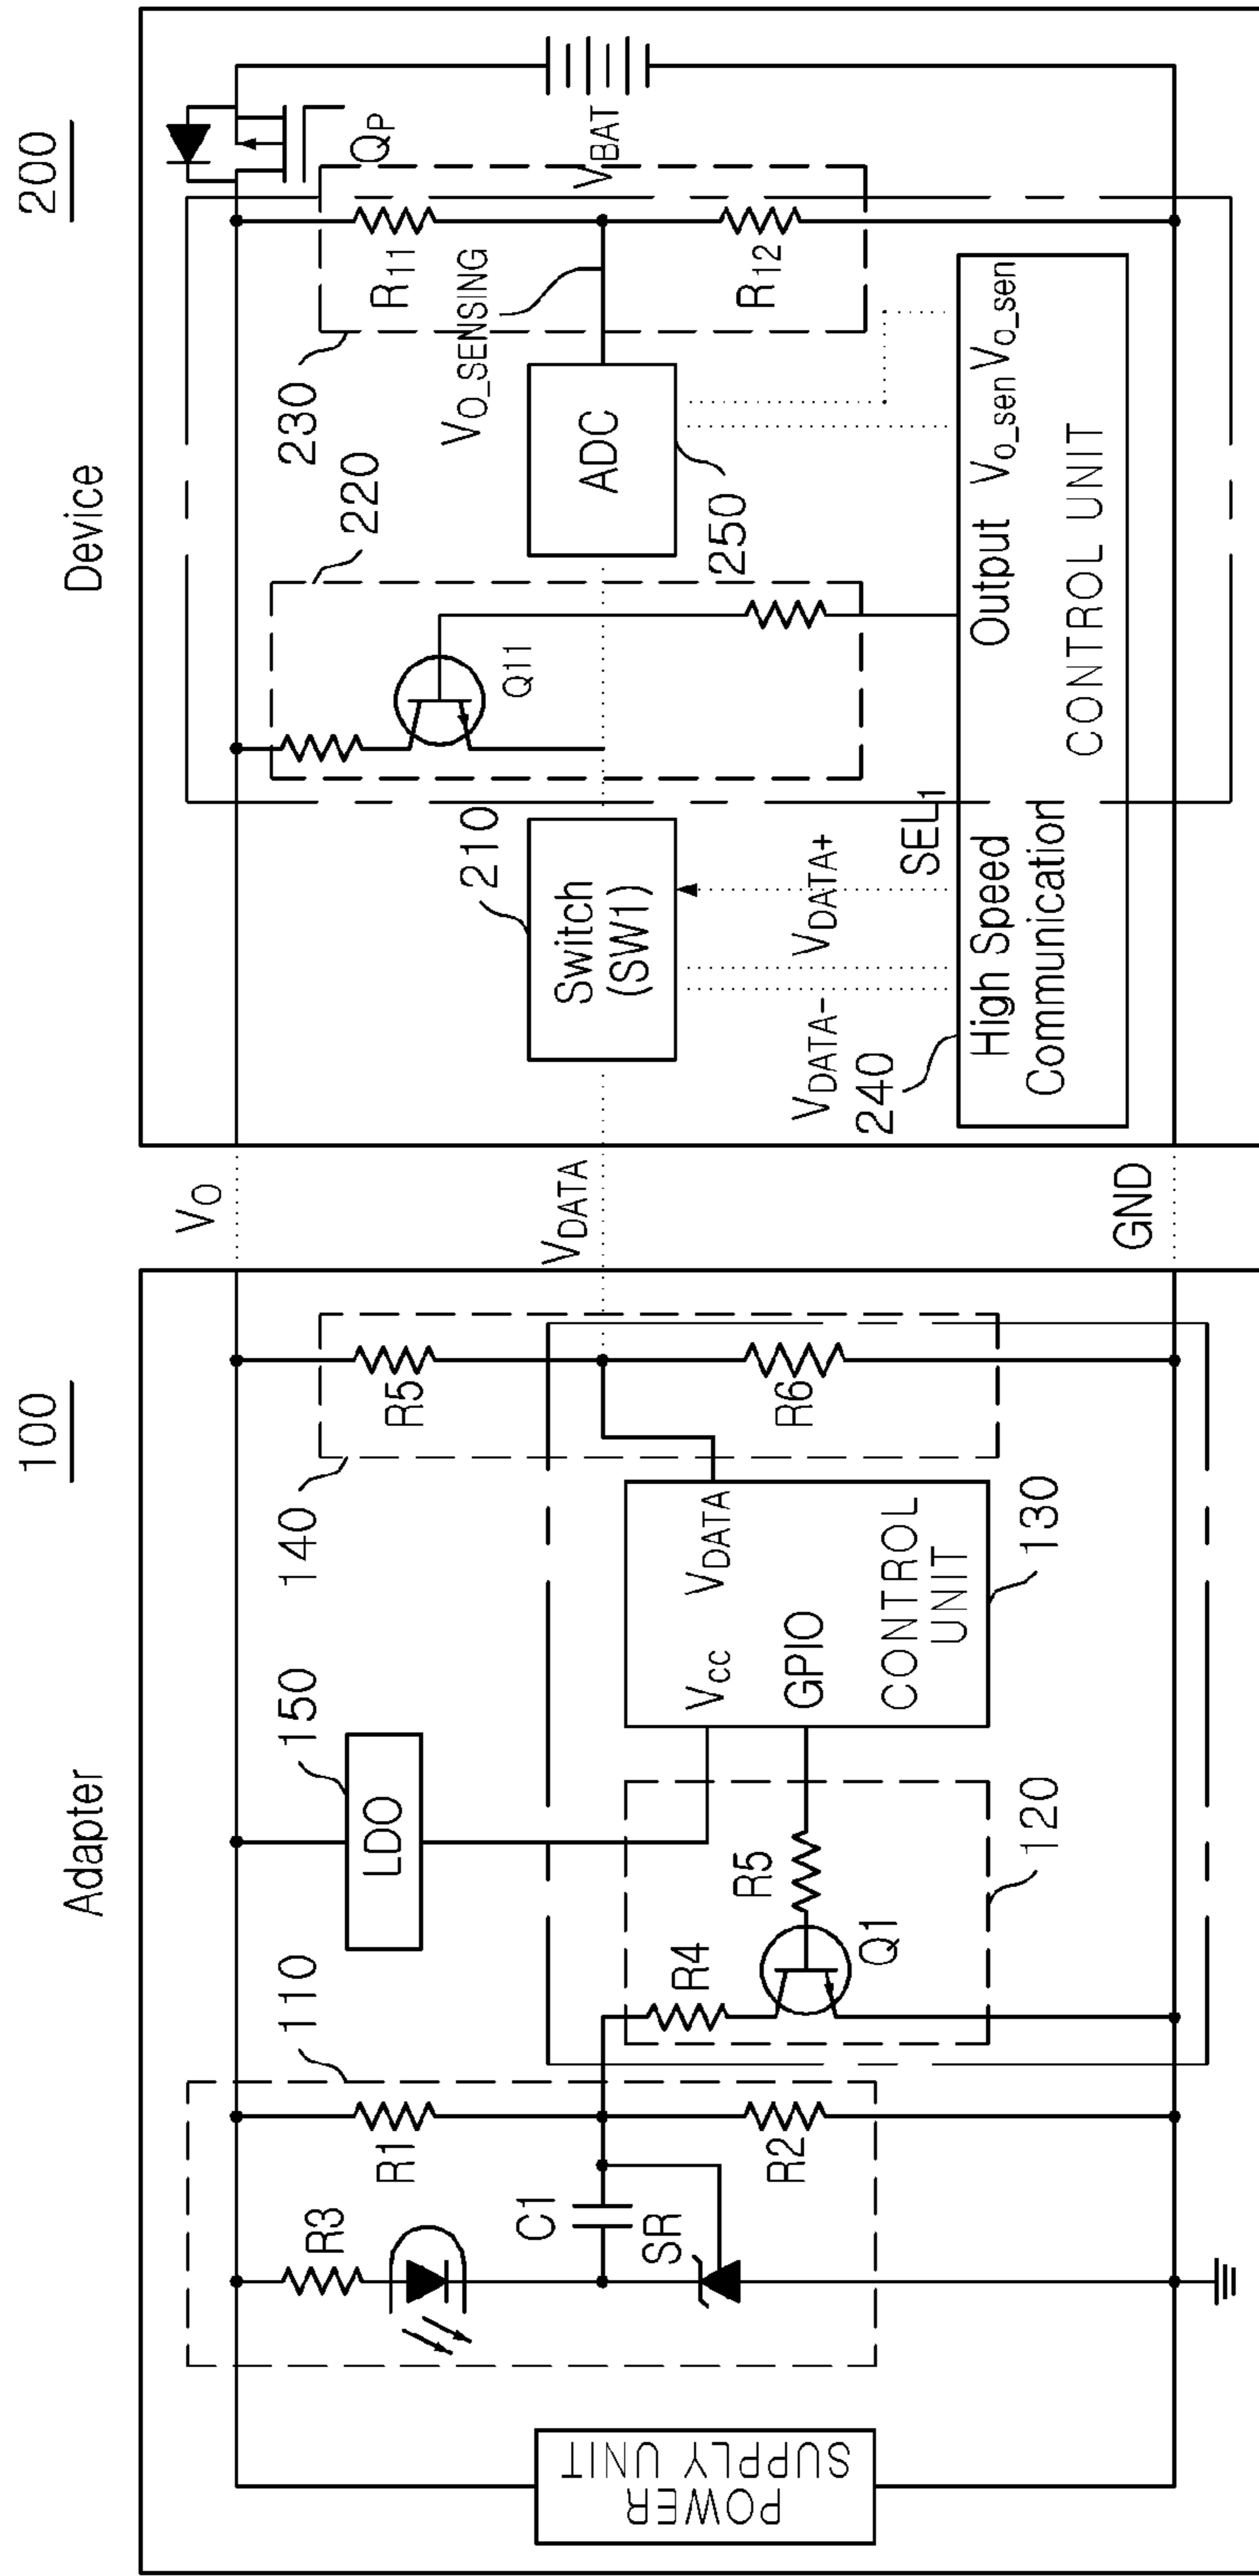 Adapter
100
Device
200
110
R3
C1
SR
R1
R2
POWER
SUPPLY UNIT
150
LDO
R4
Q1
R5
120
Vcc
VDATA
GPIO
CONTROL
UNIT
130
140
R5
R6
VO
VDATA
GND
210
Switch
(SW1)
VDATA-
VDATA+
SEL1
240
High Speed
Communication
Output
VO_sen
VO_sen
CONTROL UNIT
220
Q11
230
VO_SENSING
ADC
250
R11
R12
QP
VBAT